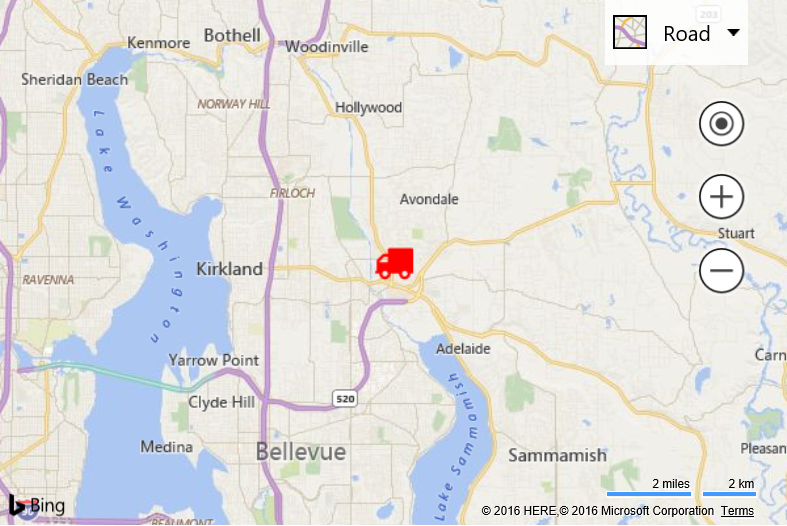 203
Road
Kenmore
Bothell
Woodinville
Sheridan Beach
NORWAY HILL
Hollywood
Lake Washington
FIRLOCH
Avondale
Stuart
Kirkland
RAVENNA
Yarrow Point
Adelaide
Carn
520
Clyde Hill
Lake Sammamish
Medina
Bellevue
Sammamish
Pleasan
2 miles
2 km
Bing
BEAUMONT
© 2016 HERE,© 2016 Microsoft Corporation Terms